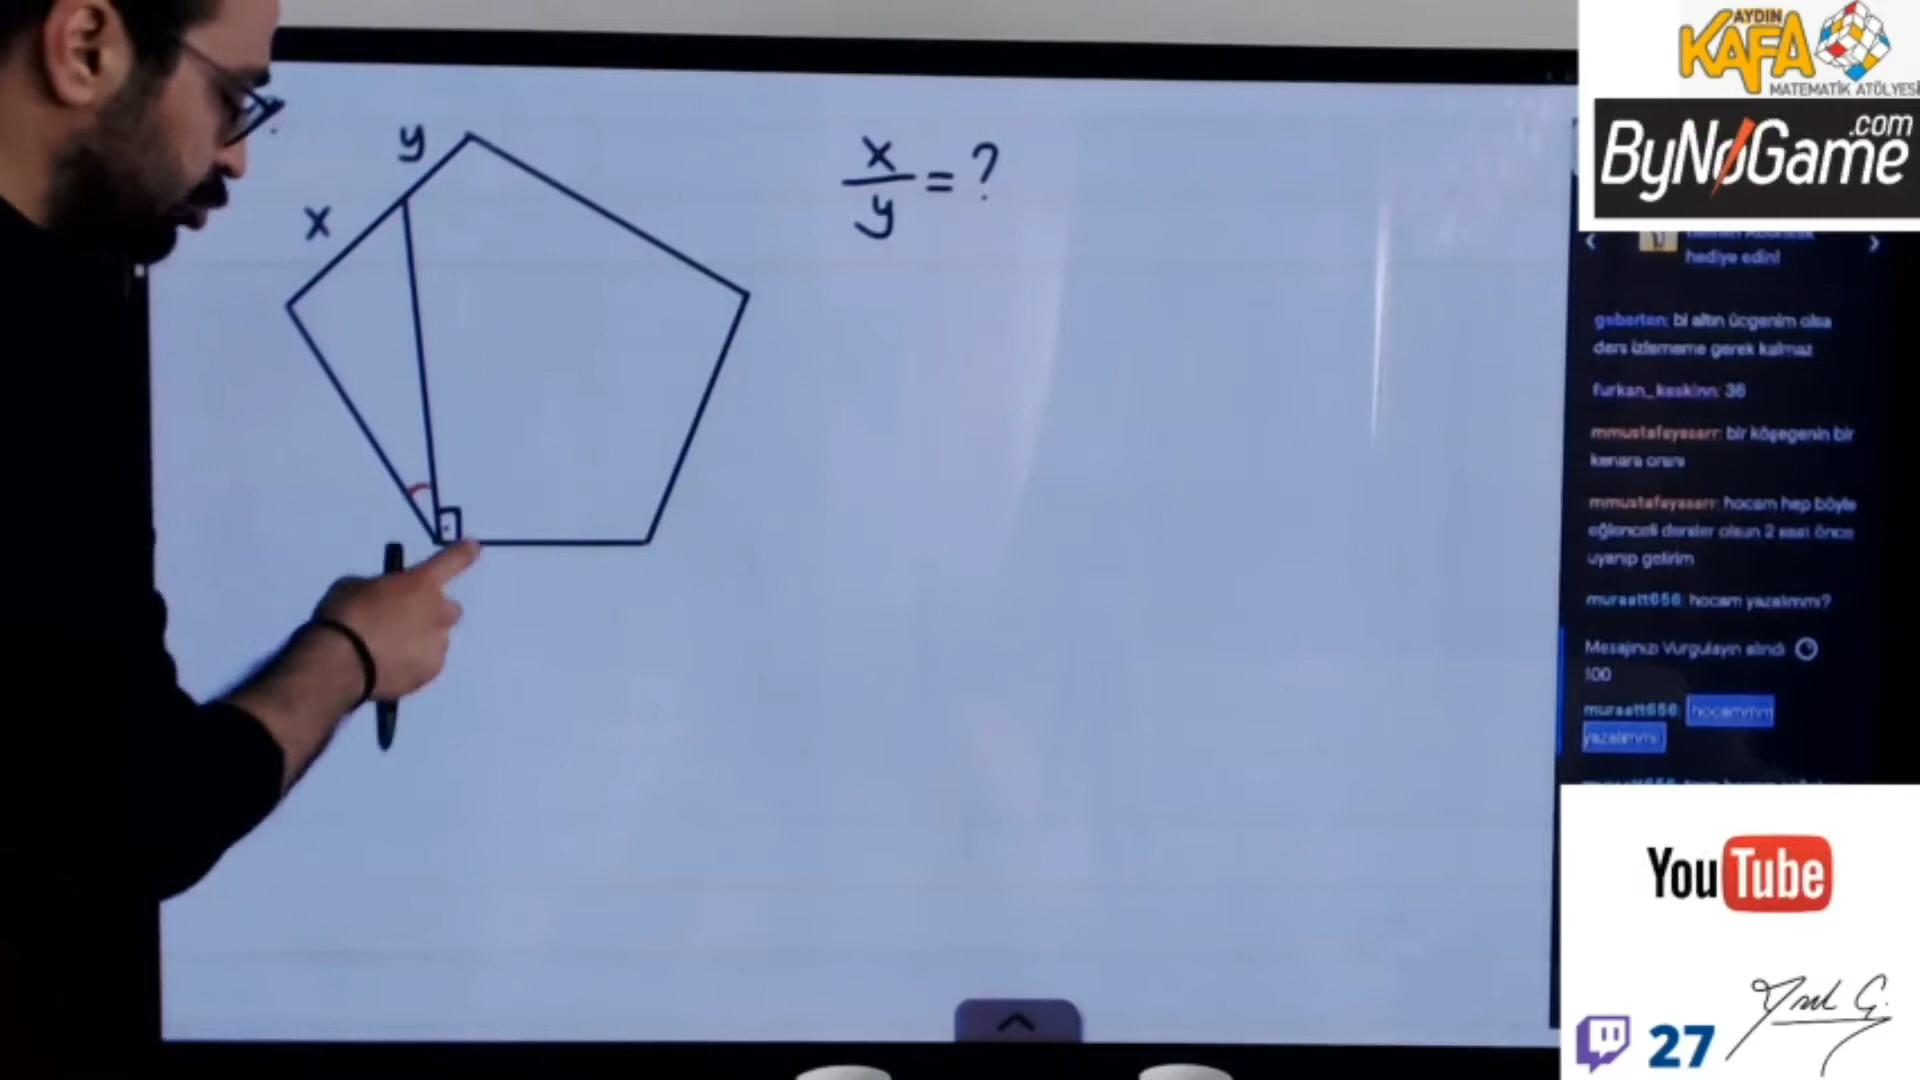 y
x
x
y
= ?
AYDIN
KAFA
MATEMATİK ATÖLYESİ
ByNoGame
.com
hediye edin!
geberten: bi altın üçgenim olsa
ders izlememe gerek kalmaz
furkan_keskinn: 36
mmustafayasarr: bir köşegenin bir
kenara oranı
mmustafayasarr: hocam hep böyle
eğlenceli dersler olsun 2 saat önce
uyanıp gelirim
muraatt656: hocam yazalımmı?
Mesajınızı Vurgulayın alındı
100
muraatt656: hocammm
yazalımmı
YouTube
27